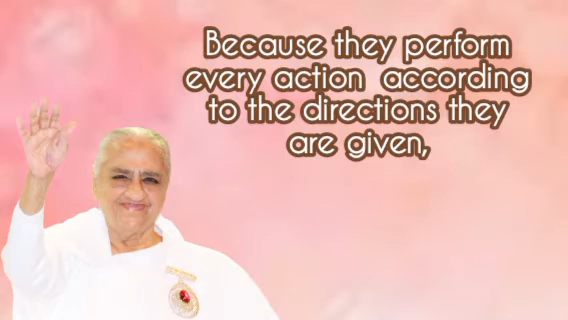 Because they perform
every action according
to the directions they
are given,